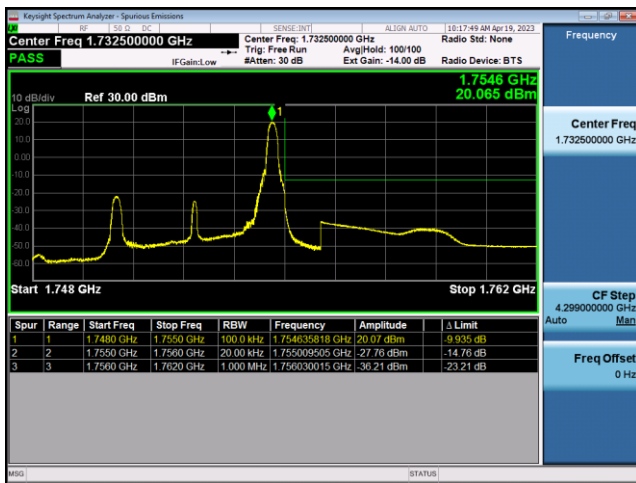 Keysight Spectrum Analyzer - Spurious Emissions
RF 50 Ω DC SENSE:INT ALIGN AUTO 10:17:49 AM Apr 19, 2023
Center Freq 1.732500000 GHz Center Freq: 1.732500000 GHz Radio Std: None
Trig: Free Run Avg|Hold: 100/100
PASS IFGain:Low #Atten: 30 dB Ext Gain: -14.00 dB Radio Device: BTS
1.7546 GHz
20.065 dBm
10 dB/div Ref 30.00 dBm
Log
1
20.0
10.0
0.00
-10.0
-20.0
-30.0
-40.0
-50.0
-60.0
Start 1.748 GHz Stop 1.762 GHz
Spur Range Start Freq Stop Freq RBW Frequency Amplitude Δ Limit
1 1 1.7480 GHz 1.7550 GHz 100.0 kHz 1.754635818 GHz 20.07 dBm -9.935 dB
2 2 1.7550 GHz 1.7560 GHz 20.00 kHz 1.755009505 GHz -27.76 dBm -14.76 dB
3 3 1.7560 GHz 1.7620 GHz 1.000 MHz 1.756030015 GHz -36.21 dBm -23.21 dB
MSG STATUS
Frequency
Center Freq
1.732500000 GHz
CF Step
4.299000000 GHz
Auto Man
Freq Offset
0 Hz